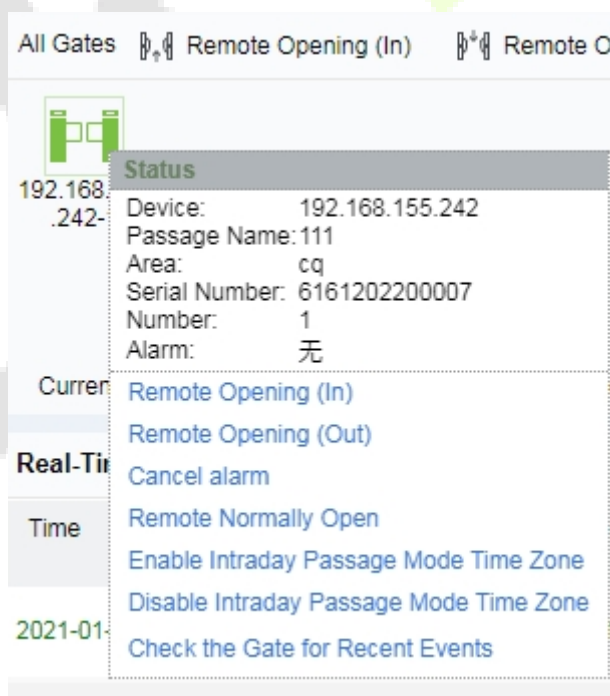 All Gates Remote Opening (In) Remote O
192.168.
.242-
Status
Device: 192.168.155.242
Passage Name: 111
Area: cq
Serial Number: 6161202200007
Number: 1
Alarm: 无
Curren
Remote Opening (In)
Remote Opening (Out)
Cancel alarm
Remote Normally Open
Enable Intraday Passage Mode Time Zone
Disable Intraday Passage Mode Time Zone
Check the Gate for Recent Events
Real-Tim
Time
2021-01-